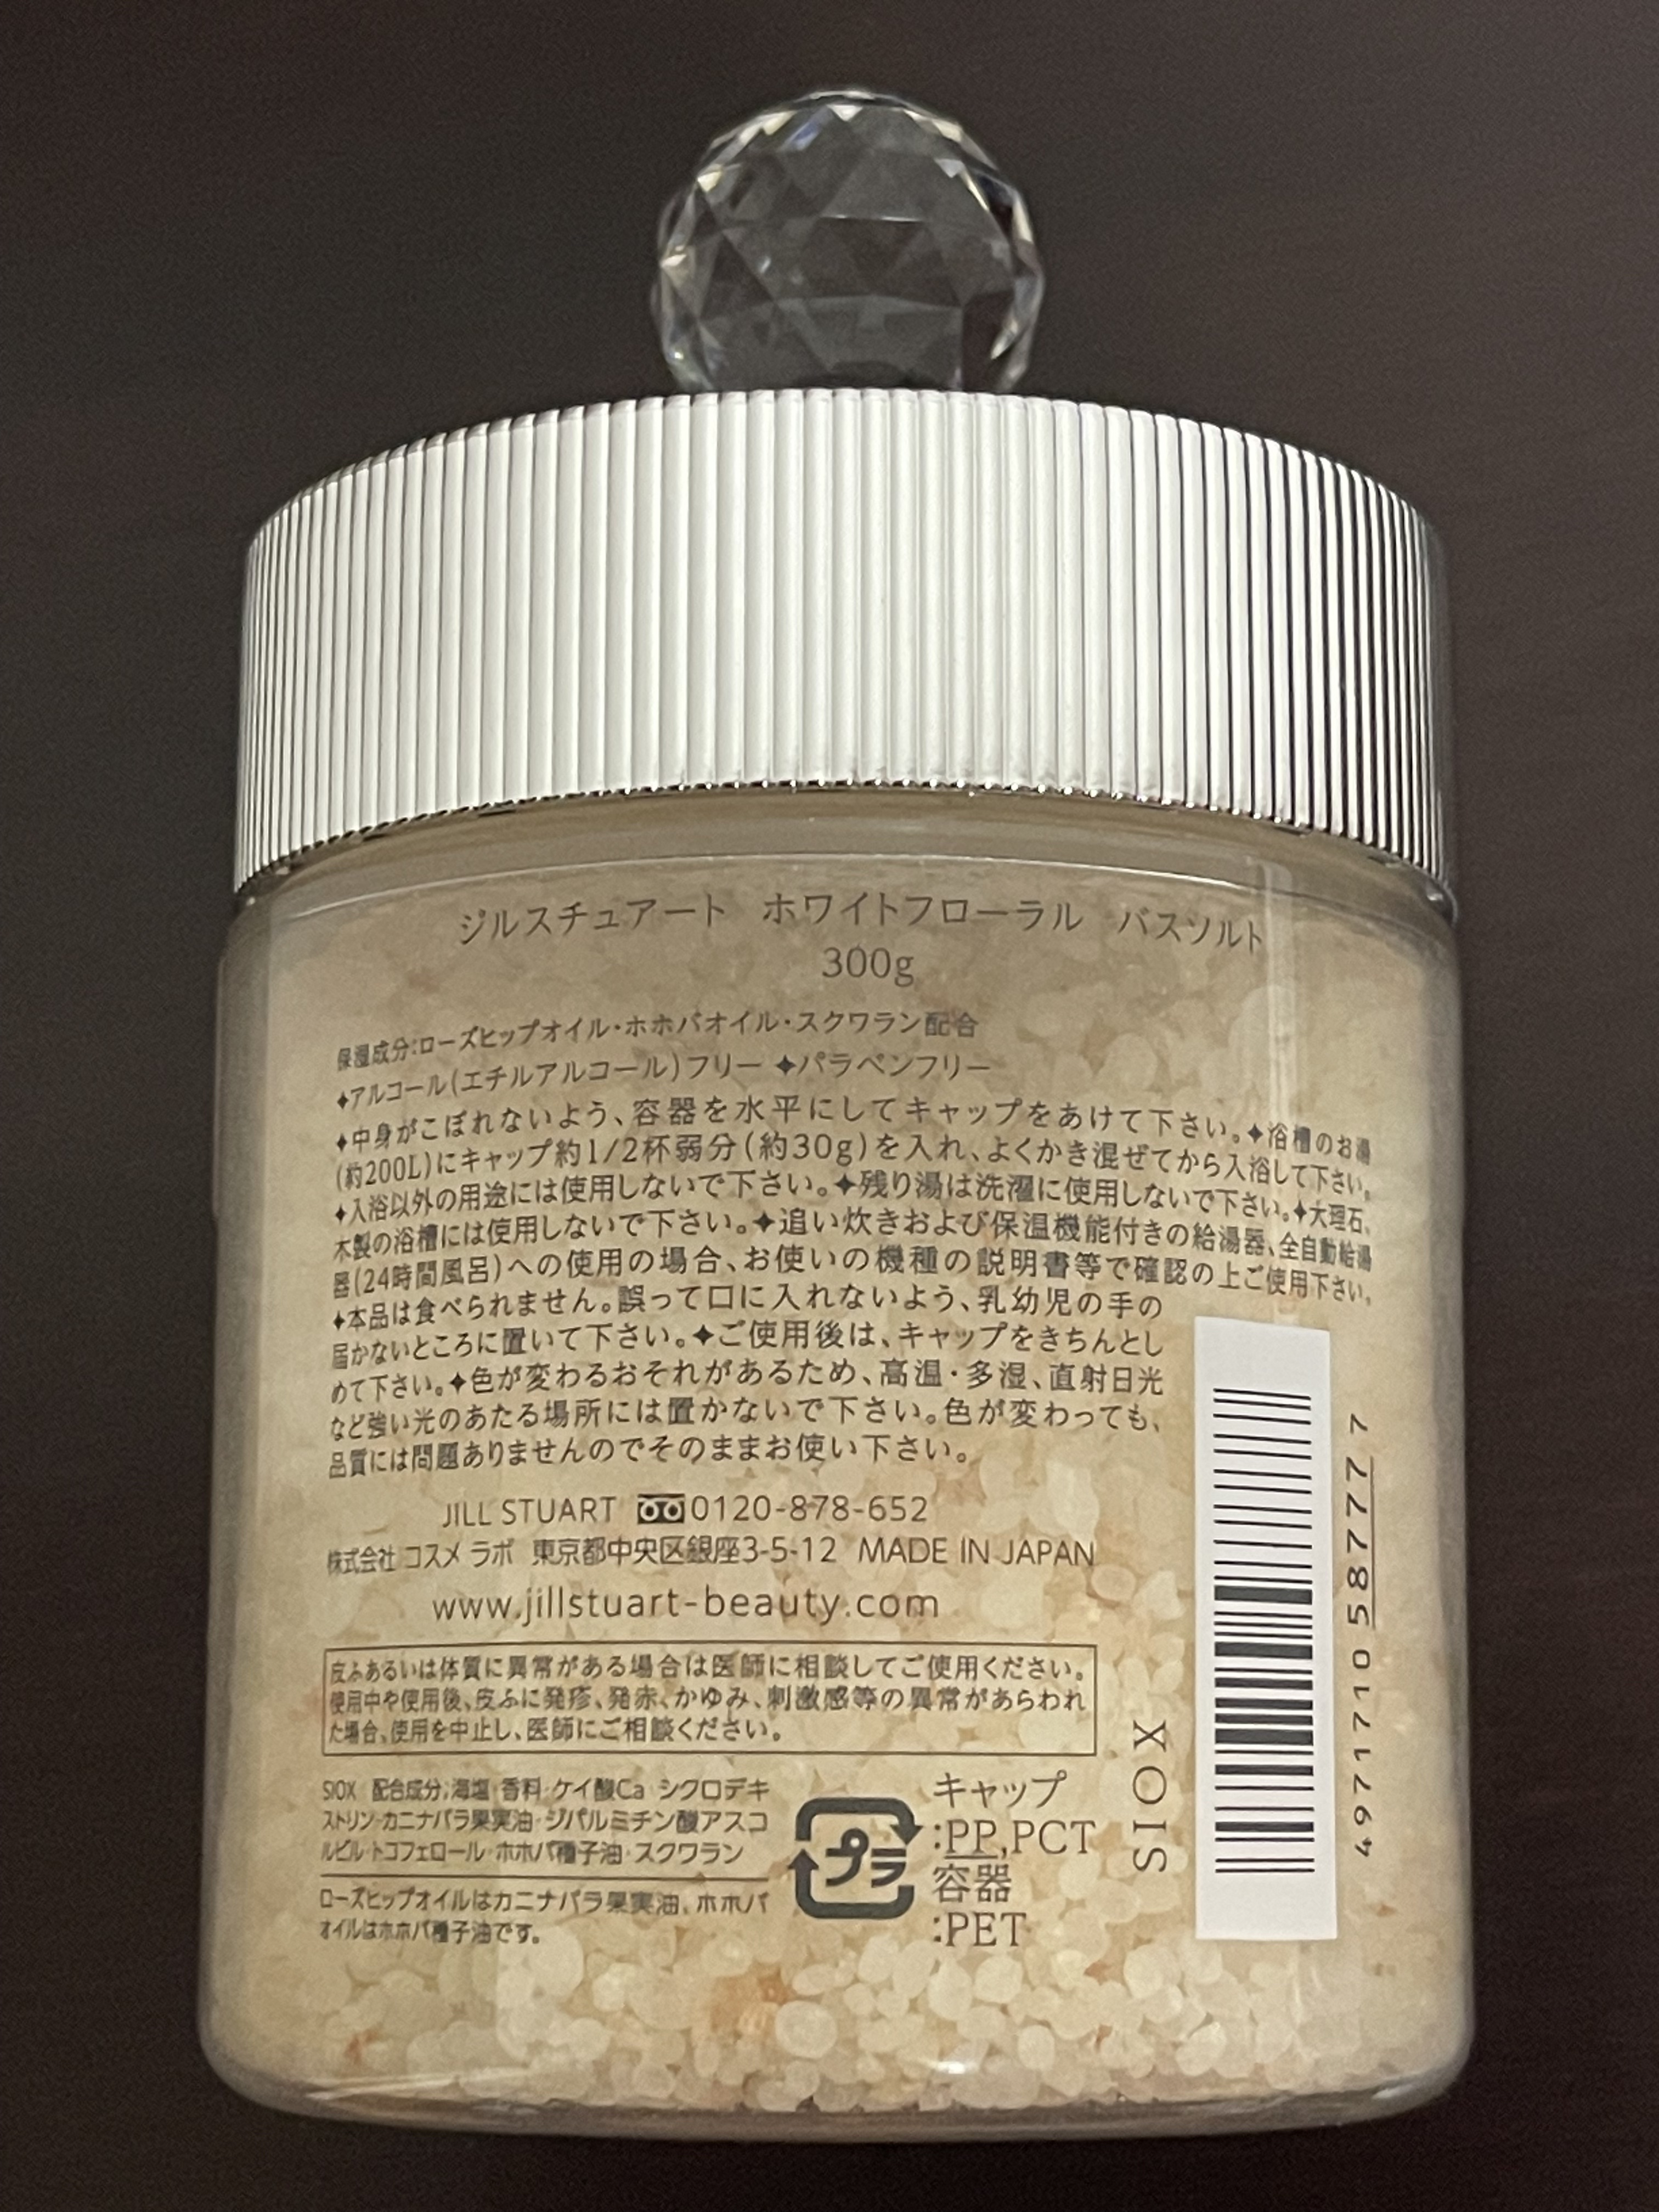 ジルスチュアート ホワイトフローラル バスソルト
300g
保湿成分:ローズヒップオイル・ホホバオイル・スクワラン配合
✦アルコール(エチルアルコール)フリー ✦パラベンフリー
✦中身がこぼれないよう、容器を水平にしてキャップをあけて下さい。✦浴槽のお湯
(約200L)にキャップ約1/2杯弱分(約30g)を入れ、よくかき混ぜてから入浴して下さい。
✦入浴以外の用途には使用しないで下さい。✦残り湯は洗濯に使用しないで下さい。✦大理石、
木製の浴槽には使用しないで下さい。✦追い炊きおよび保温機能付きの給湯器、全自動給湯
器(24時間風呂)への使用の場合、お使いの機種の説明書等で確認の上ご使用下さい。
✦本品は食べられません。誤って口に入れないよう、乳幼児の手の
届かないところに置いて下さい。✦ご使用後は、キャップをきちんとし
めて下さい。✦色が変わるおそれがあるため、高温・多湿、直射日光
など強い光のあたる場所には置かないで下さい。色が変わっても、
品質には問題ありませんのでそのままお使い下さい。
JILL STUART 0120-878-652
株式会社 コスメ ラボ 東京都中央区銀座3-5-12 MADE IN JAPAN
www.jillstuart-beauty.com
皮ふあるいは体質に異常がある場合は医師に相談してご使用ください。
使用中や使用後、皮ふに発疹、発赤、かゆみ、刺激感等の異常があらわれ
た場合、使用を中止し、医師にご相談ください。
SIOX 配合成分:海塩・香料・ケイ酸Ca・シクロデキ
ストリン・カニナバラ果実油・ジパルミチン酸アスコ
ルビル・トコフェロール・ホホバ種子油・スクワラン
ローズヒップオイルはカニナバラ果実油、ホホバ
オイルはホホバ種子油です。
プラ
キャップ
:PP,PCT
容器
:PET
SIOX
4971710 587777